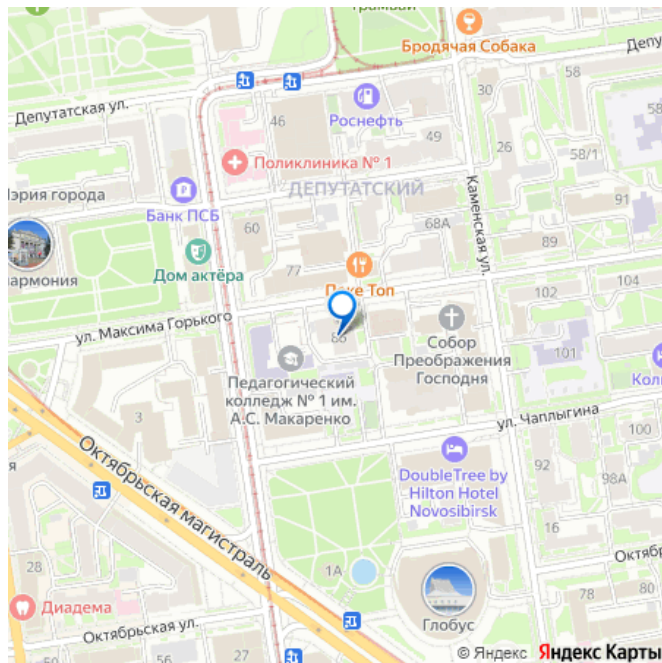 Бродячая Собака
Депутатская ул.
46
Роснефть
30
58
49
26
58/1
Поликлиника № 1
Мэрия города
ДЕПУТАТСКИЙ
Каменская ул.
Банк ПСБ
91
60
68А
89
Дом актёра
77
104
Поке Топ
102
ул. Максима Горького
Собор
Преображения
Господня
101
Педагогический
колледж № 1 им.
А.С. Макаренко
3
ул. Чаплыгина
100
Октябрьская магистраль
DoubleTree by
Hilton Hotel
Novosibirsk
92
98А
16
1А
28
Диадема
Глобус
78
80
Октябрьская ул.
27
© Яндекс Яндекс Карты